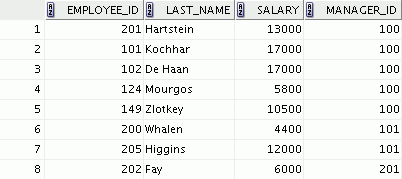 EMPLOYEE_ID LAST_NAME SALARY MANAGER_ID
1 201 Hartstein 13000 100
2 101 Kochhar 17000 100
3 102 De Haan 17000 100
4 124 Mourgos 5800 100
5 149 Zlotkey 10500 100
6 200 Whalen 4400 101
7 205 Higgins 12000 101
8 202 Fay 6000 201